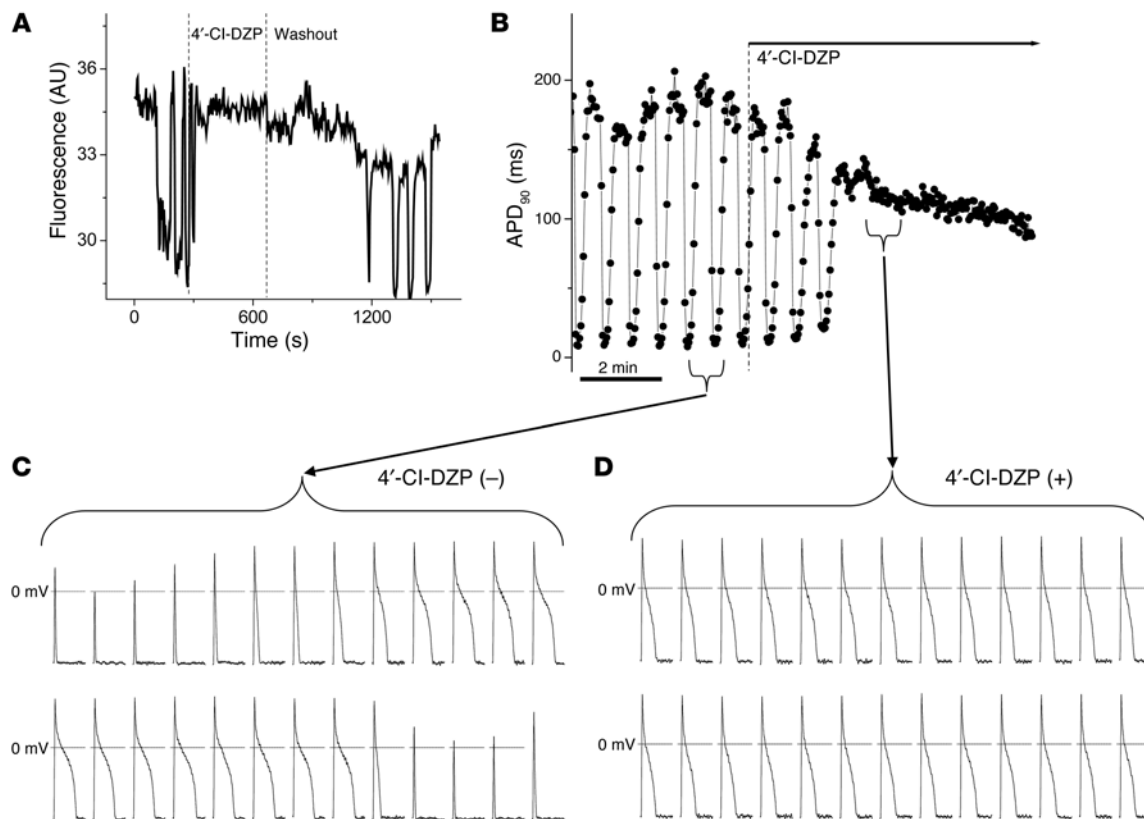 A
4′-Cl-DZP
Washout
Fluorescence (AU)
36
33
30
0
600
1200
Time (s)
B
4′-Cl-DZP
APD90 (ms)
200
100
0
2 min
C
4′-Cl-DZP (–)
0 mV
0 mV
D
4′-Cl-DZP (+)
0 mV
0 mV